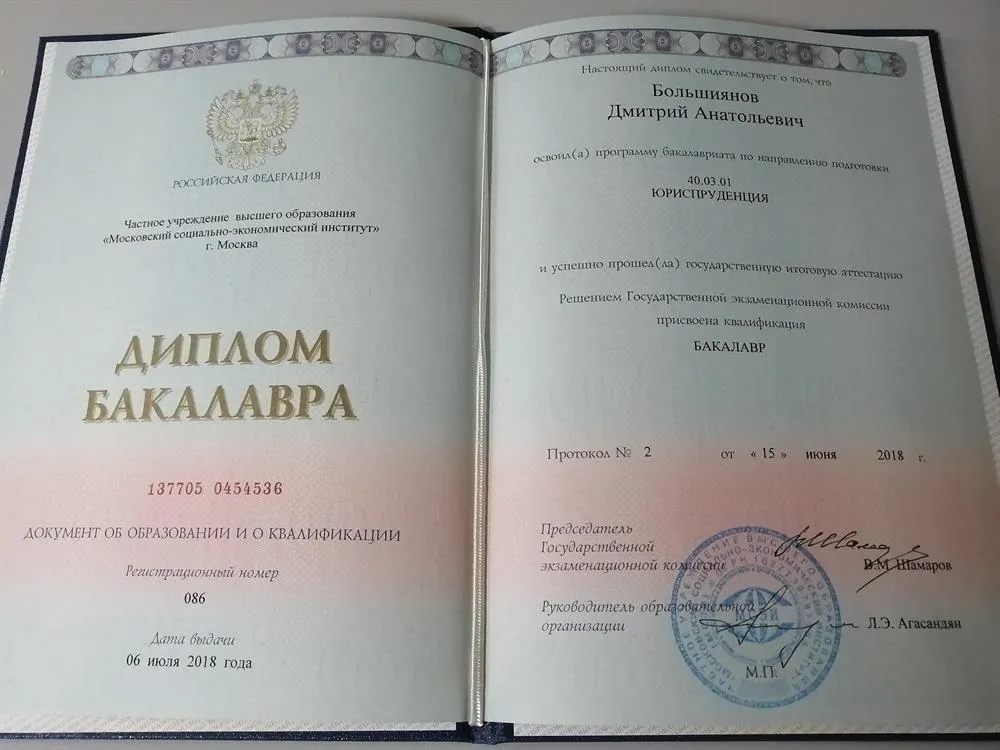 РОССИЙСКАЯ ФЕДЕРАЦИЯ
Частное учреждение высшего образования
«Московский социально-экономический институт»
г. Москва
ДИПЛОМ
БАКАЛАВРА
137705 0454536
ДОКУМЕНТ ОБ ОБРАЗОВАНИИ И О КВАЛИФИКАЦИИ
Регистрационный номер
086
Дата выдачи
06 июля 2018 года
Настоящий диплом свидетельствует о том, что
Большиянов
Дмитрий Анатольевич
освоил(а) программу бакалавриата по направлению подготовки
40.03.01
ЮРИСПРУДЕНЦИЯ
и успешно прошел(ла) государственную итоговую аттестацию
Решением Государственной экзаменационной комиссии
присвоена квалификация
БАКАЛАВР
Протокол № 2 от « 15 » июня 2018 г.
Председатель
Государственной
экзаменационной комиссии В.М. Шамаров
Руководитель образовательной
организации Л.Э. Агасандян
М.П.